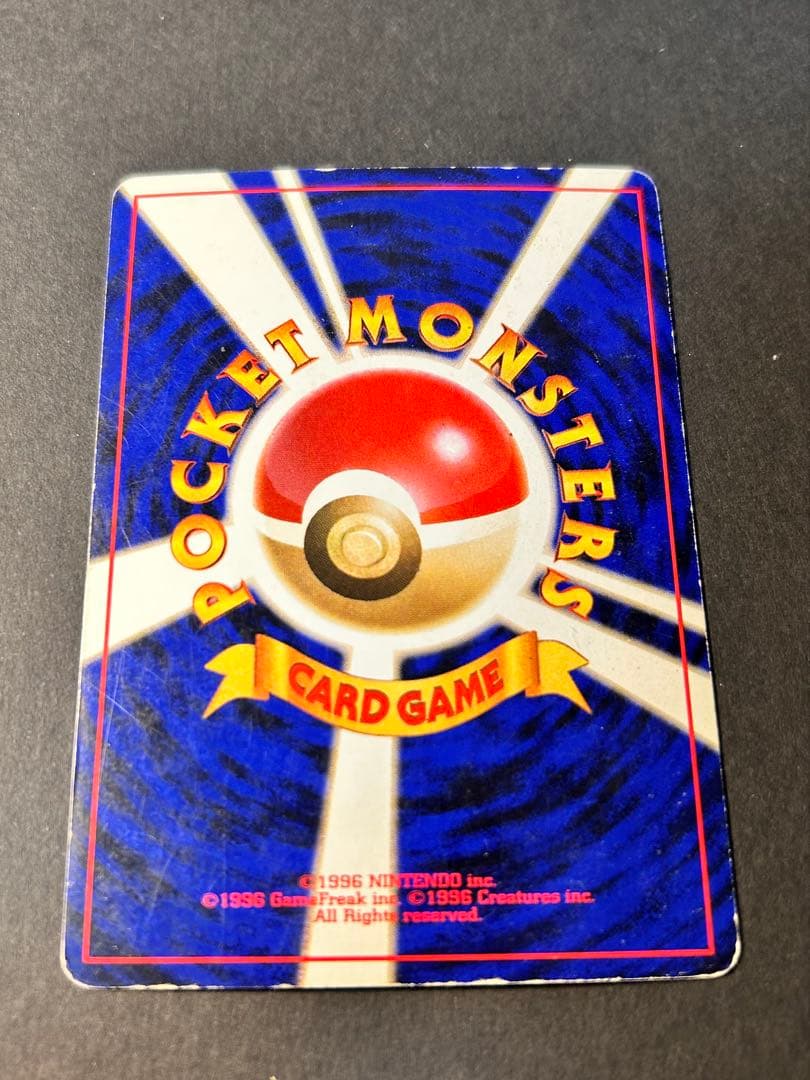 POCKET MONSTERS
CARD GAME
©1996 NINTENDO inc.
©1996 GameFreak inc. ©1996 Creatures inc.
All Rights reserved.